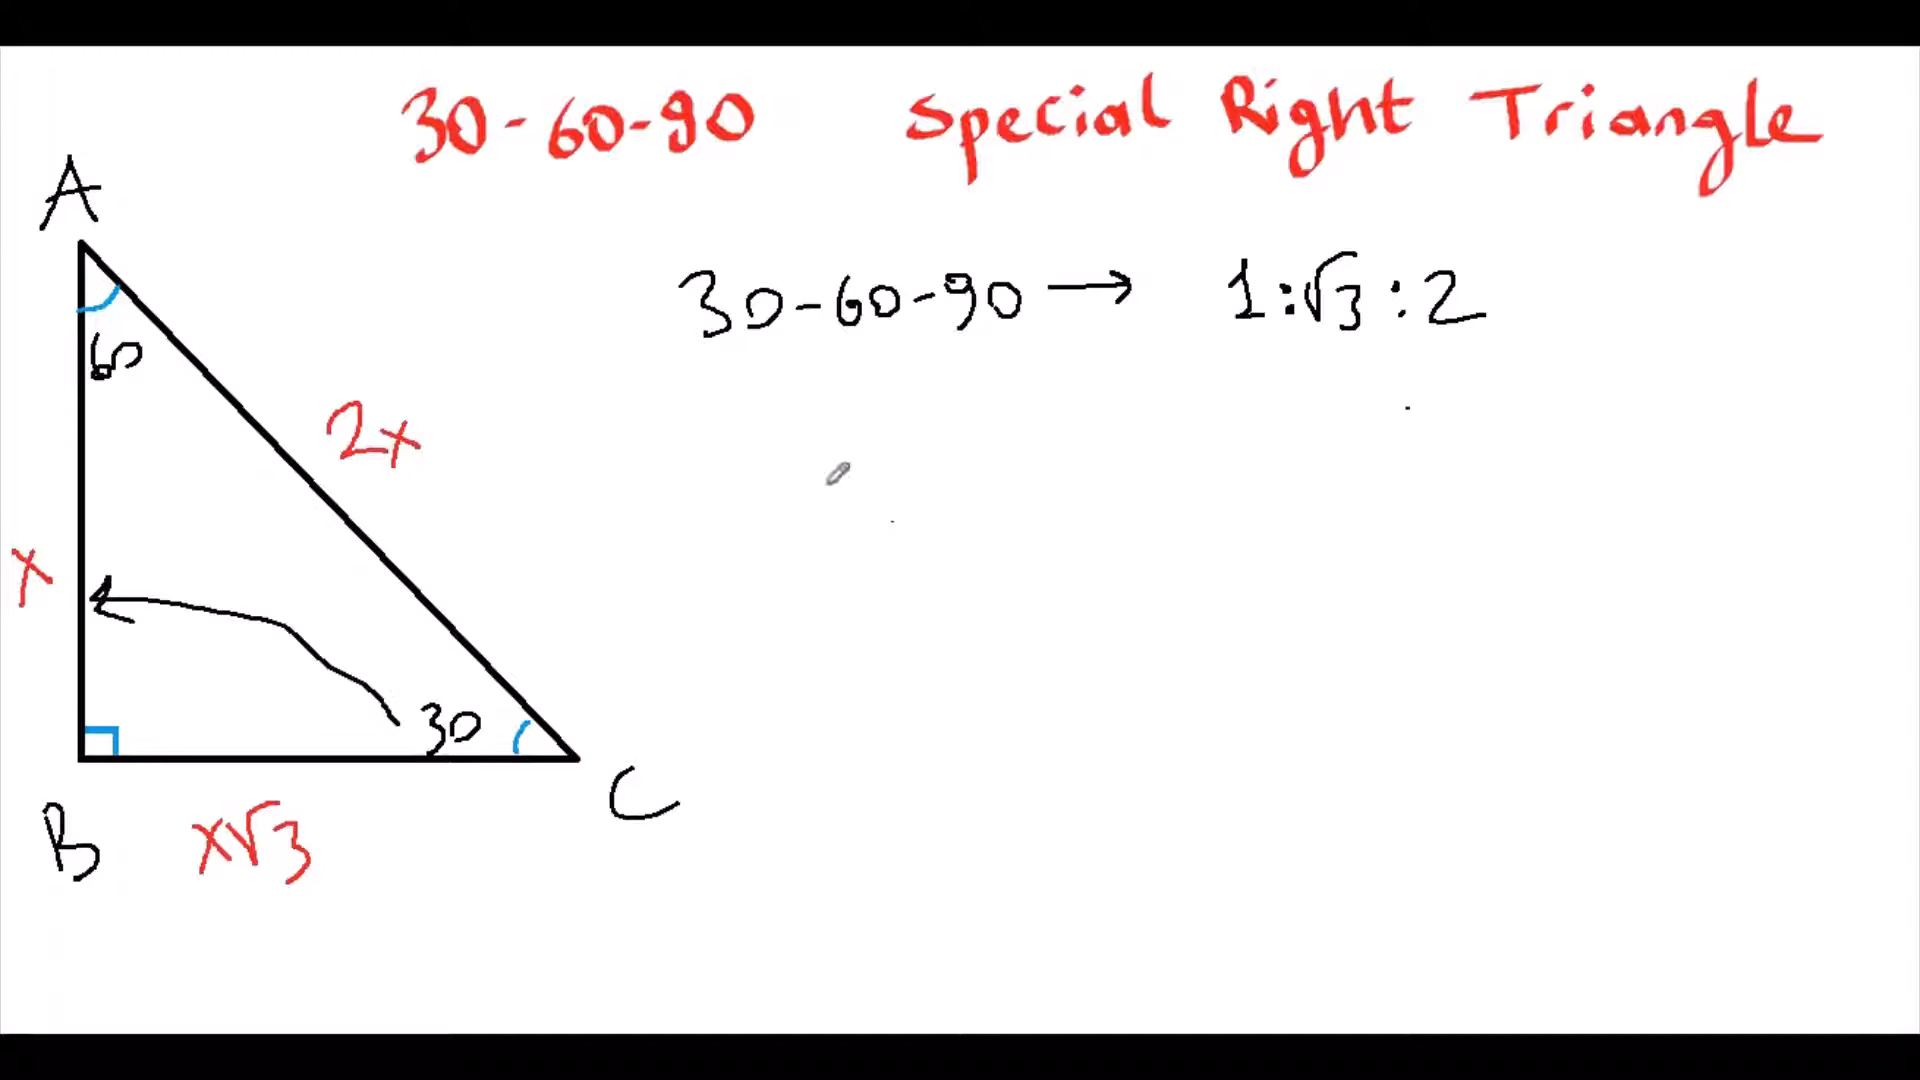 30-60-90 Special Right Triangle
A
30-60-90 → 1:√3:2
60
2x
x
30
B
C
x√3